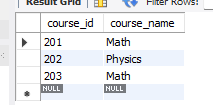 Result Grid Filter Rows:
course_id course_name
201 Math
202 Physics
203 Math
NULL NULL